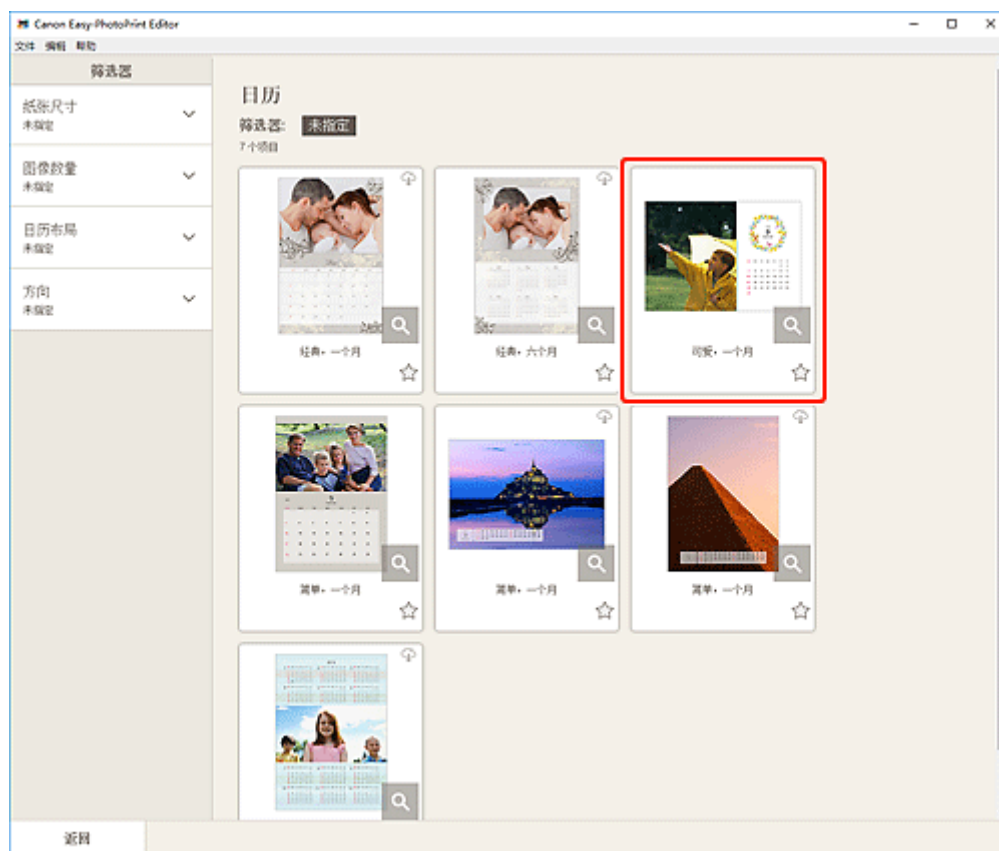 Canon Easy-PhotoPrint Editor
文件 编辑 帮助
筛选器
纸张尺寸
未指定
图像数量
未指定
日历布局
未指定
方向
未指定
日历
筛选器: 未指定
7 个项目
经典，一个月
经典，六个月
可爱，一个月
简单，一个月
简单，一个月
简单，一个月
返回